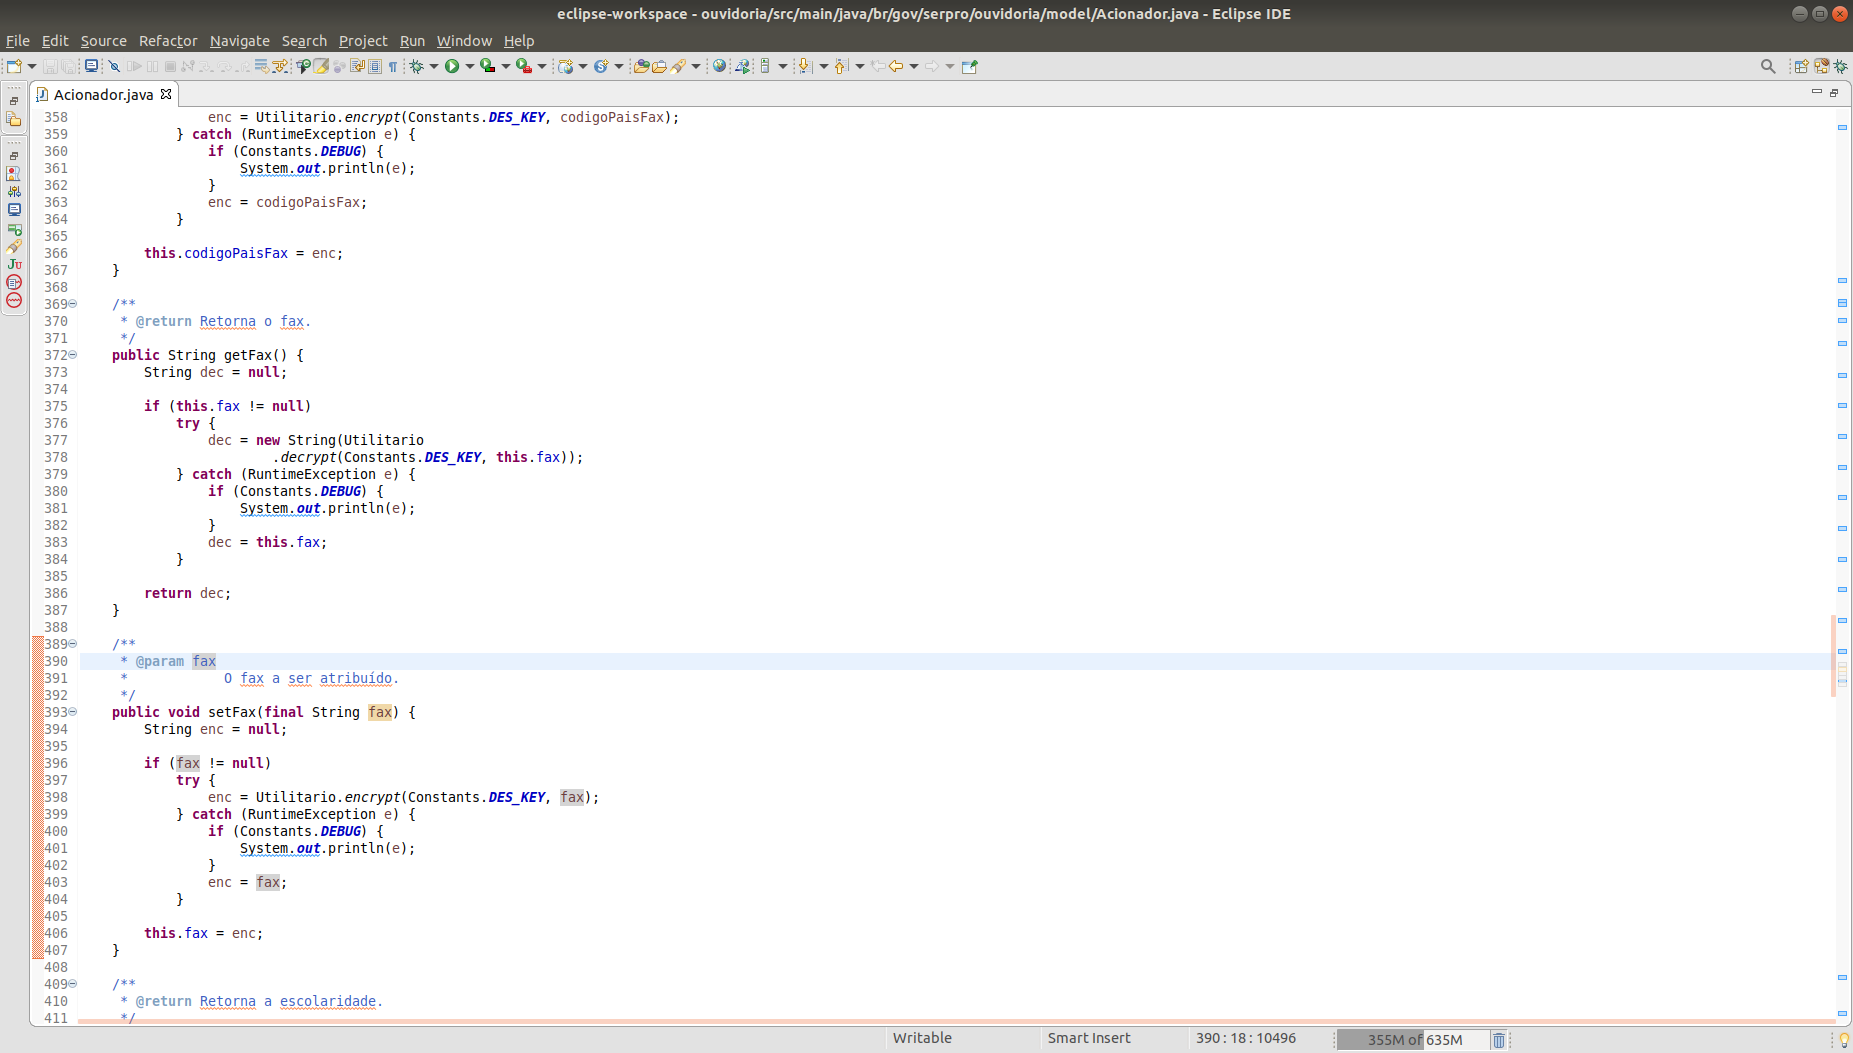 eclipse-workspace - ouvidoria/src/main/java/br/gov/serpro/ouvidoria/model/Acionador.java - Eclipse IDE
File Edit Source Refactor Navigate Search Project Run Window Help
Acionador.java
358 enc = Utilitario.encrypt(Constants.DES_KEY, codigoPaisFax);
359 } catch (RuntimeException e) {
360 if (Constants.DEBUG) {
361 System.out.println(e);
362 }
363 enc = codigoPaisFax;
364 }
365
366 this.codigoPaisFax = enc;
367 }
368
369 /**
370 * @return Retorna o fax.
371 */
372 public String getFax() {
373 String dec = null;
374
375 if (this.fax != null)
376 try {
377 dec = new String(Utilitario
378 .decrypt(Constants.DES_KEY, this.fax));
379 } catch (RuntimeException e) {
380 if (Constants.DEBUG) {
381 System.out.println(e);
382 }
383 dec = this.fax;
384 }
385
386 return dec;
387 }
388
389 /**
390 * @param fax
391 * O fax a ser atribuído.
392 */
393 public void setFax(final String fax) {
394 String enc = null;
395
396 if (fax != null)
397 try {
398 enc = Utilitario.encrypt(Constants.DES_KEY, fax);
399 } catch (RuntimeException e) {
400 if (Constants.DEBUG) {
401 System.out.println(e);
402 }
403 enc = fax;
404 }
405
406 this.fax = enc;
407 }
408
409 /**
410 * @return Retorna a escolaridade.
411 */
Writable Smart Insert 390 : 18 : 10496 355M of 635M